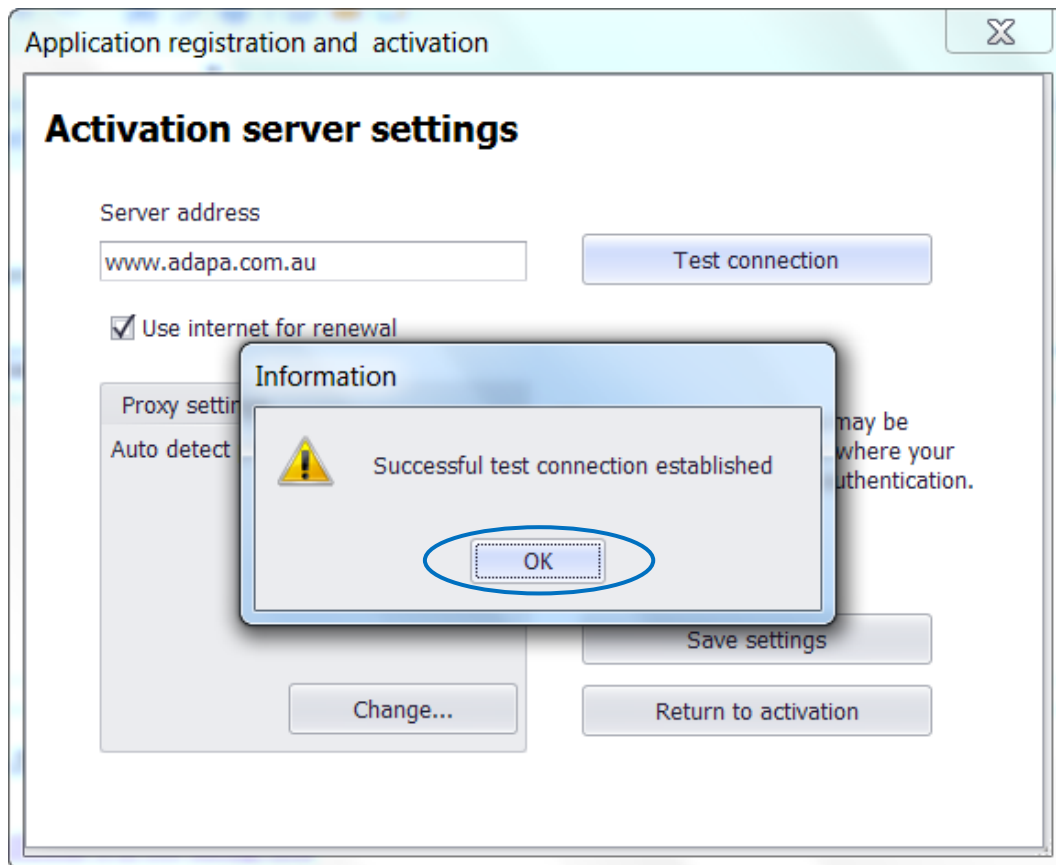 Application registration and  activation
Activation server settings
Server address
www.adapa.com.au
Test connection
Use internet for renewal
Information
Proxy
Auto detect
may be
where your
Successful test connection established
OK
Save settings
Change...
Return to activation